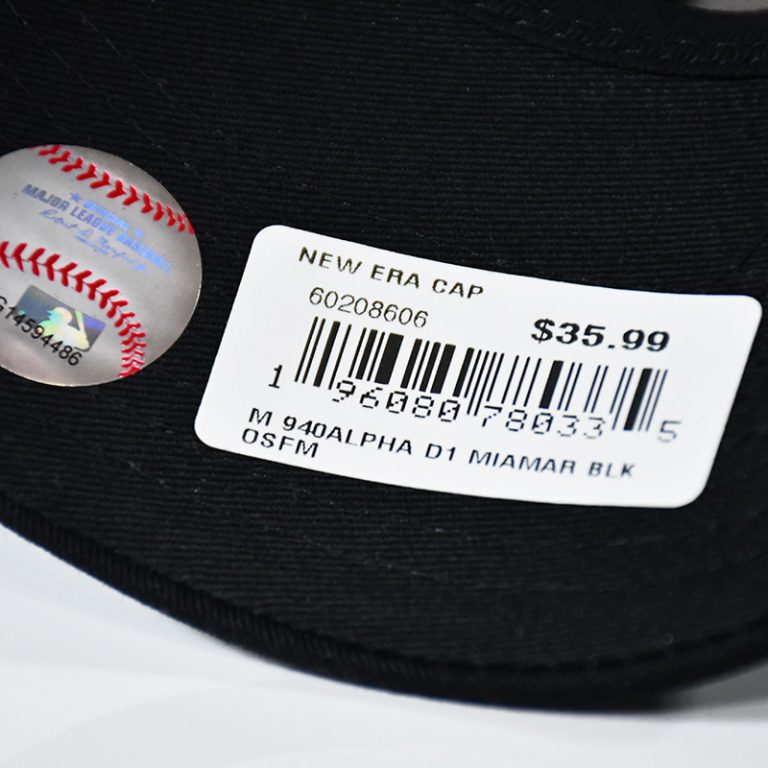 OFFICIAL
MAJOR LEAGUE BASEBALL
G14594486
NEW ERA CAP
60208606
$35.99
1 96080 78033 5
M 940ALPHA D1 MIAMAR BLK
OSFM